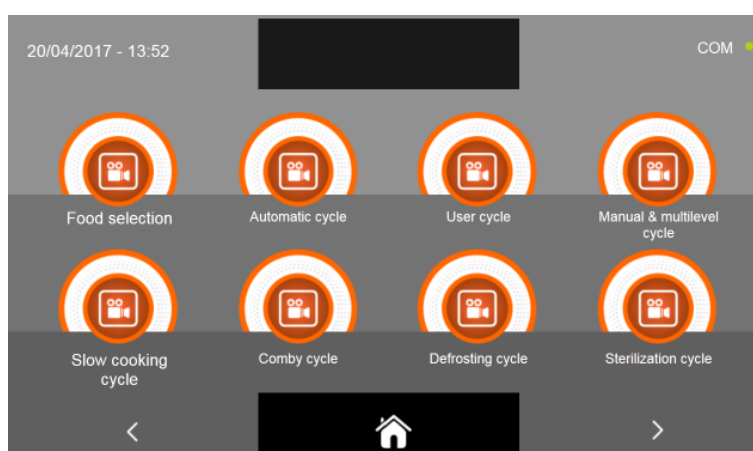 20/04/2017 - 13:52
COM
Food selection
Automatic cycle
User cycle
Manual & multilevel
cycle
Slow cooking
cycle
Comby cycle
Defrosting cycle
Sterilization cycle